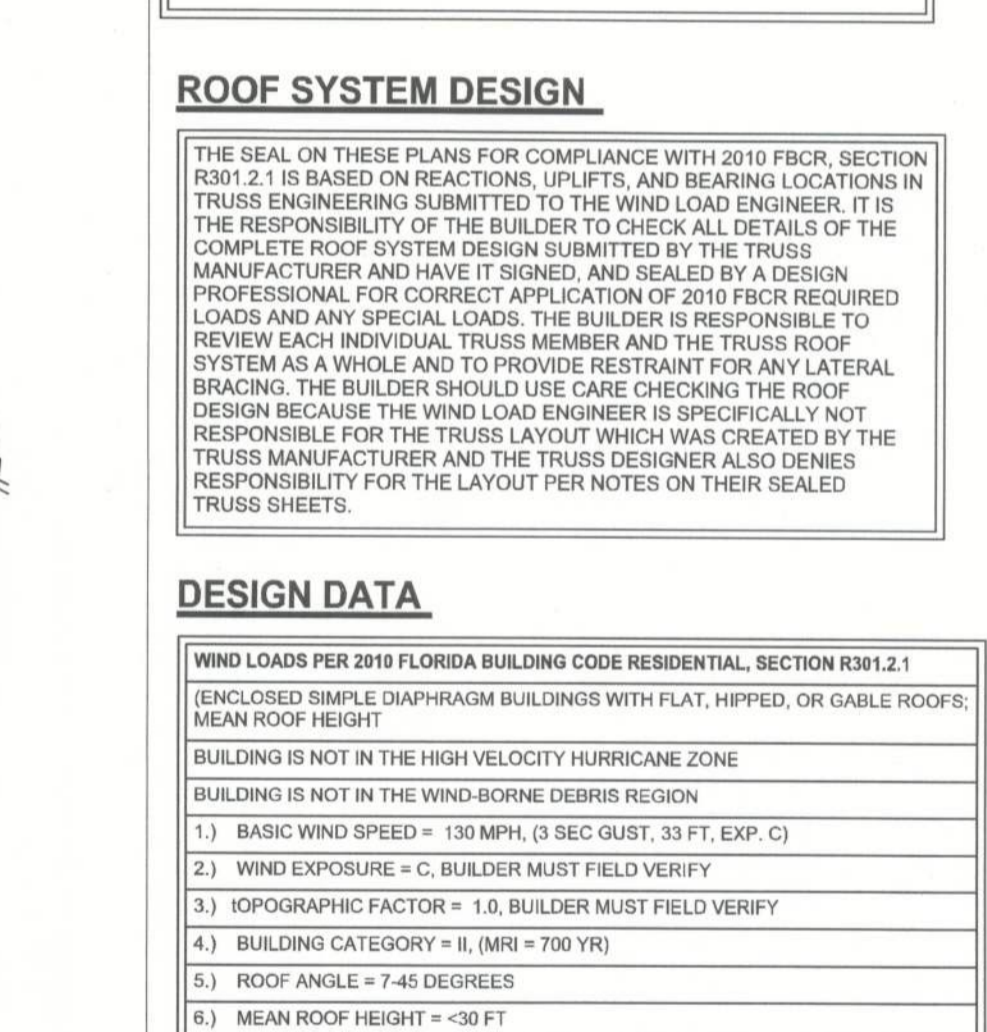 ROOF SYSTEM DESIGN
THE SEAL ON THESE PLANS FOR COMPLIANCE WITH 2010 FBCR, SECTION
R301.2.1 IS BASED ON REACTIONS, UPLIFTS, AND BEARING LOCATIONS IN
TRUSS ENGINEERING SUBMITTED TO THE WIND LOAD ENGINEER. IT IS
THE RESPONSIBILITY OF THE BUILDER TO CHECK ALL DETAILS OF THE
COMPLETE ROOF SYSTEM DESIGN SUBMITTED BY THE TRUSS
MANUFACTURER AND HAVE IT SIGNED, AND SEALED BY A DESIGN
PROFESSIONAL FOR CORRECT APPLICATION OF 2010 FBCR REQUIRED
LOADS AND ANY SPECIAL LOADS. THE BUILDER IS RESPONSIBLE TO
REVIEW EACH INDIVIDUAL TRUSS MEMBER AND THE TRUSS ROOF
SYSTEM AS A WHOLE AND TO PROVIDE RESTRAINT FOR ANY LATERAL
BRACING. THE BUILDER SHOULD USE CARE CHECKING THE ROOF
DESIGN BECAUSE THE WIND LOAD ENGINEER IS SPECIFICALLY NOT
RESPONSIBLE FOR THE TRUSS LAYOUT WHICH WAS CREATED BY THE
TRUSS MANUFACTURER AND THE TRUSS DESIGNER ALSO DENIES
RESPONSIBILITY FOR THE LAYOUT PER NOTES ON THEIR SEALED
TRUSS SHEETS.
DESIGN DATA
WIND LOADS PER 2010 FLORIDA BUILDING CODE RESIDENTIAL, SECTION R301.2.1
(ENCLOSED SIMPLE DIAPHRAGM BUILDINGS WITH FLAT, HIPPED, OR GABLE ROOFS;
MEAN ROOF HEIGHT
BUILDING IS NOT IN THE HIGH VELOCITY HURRICANE ZONE
BUILDING IS NOT IN THE WIND-BORNE DEBRIS REGION
1.) BASIC WIND SPEED = 130 MPH, (3 SEC GUST, 33 FT, EXP. C)
2.) WIND EXPOSURE = C, BUILDER MUST FIELD VERIFY
3.) tOPOGRAPHIC FACTOR = 1.0, BUILDER MUST FIELD VERIFY
4.) BUILDING CATEGORY = II, (MRI = 700 YR)
5.) ROOF ANGLE = 7-45 DEGREES
6.) MEAN ROOF HEIGHT = <30 FT